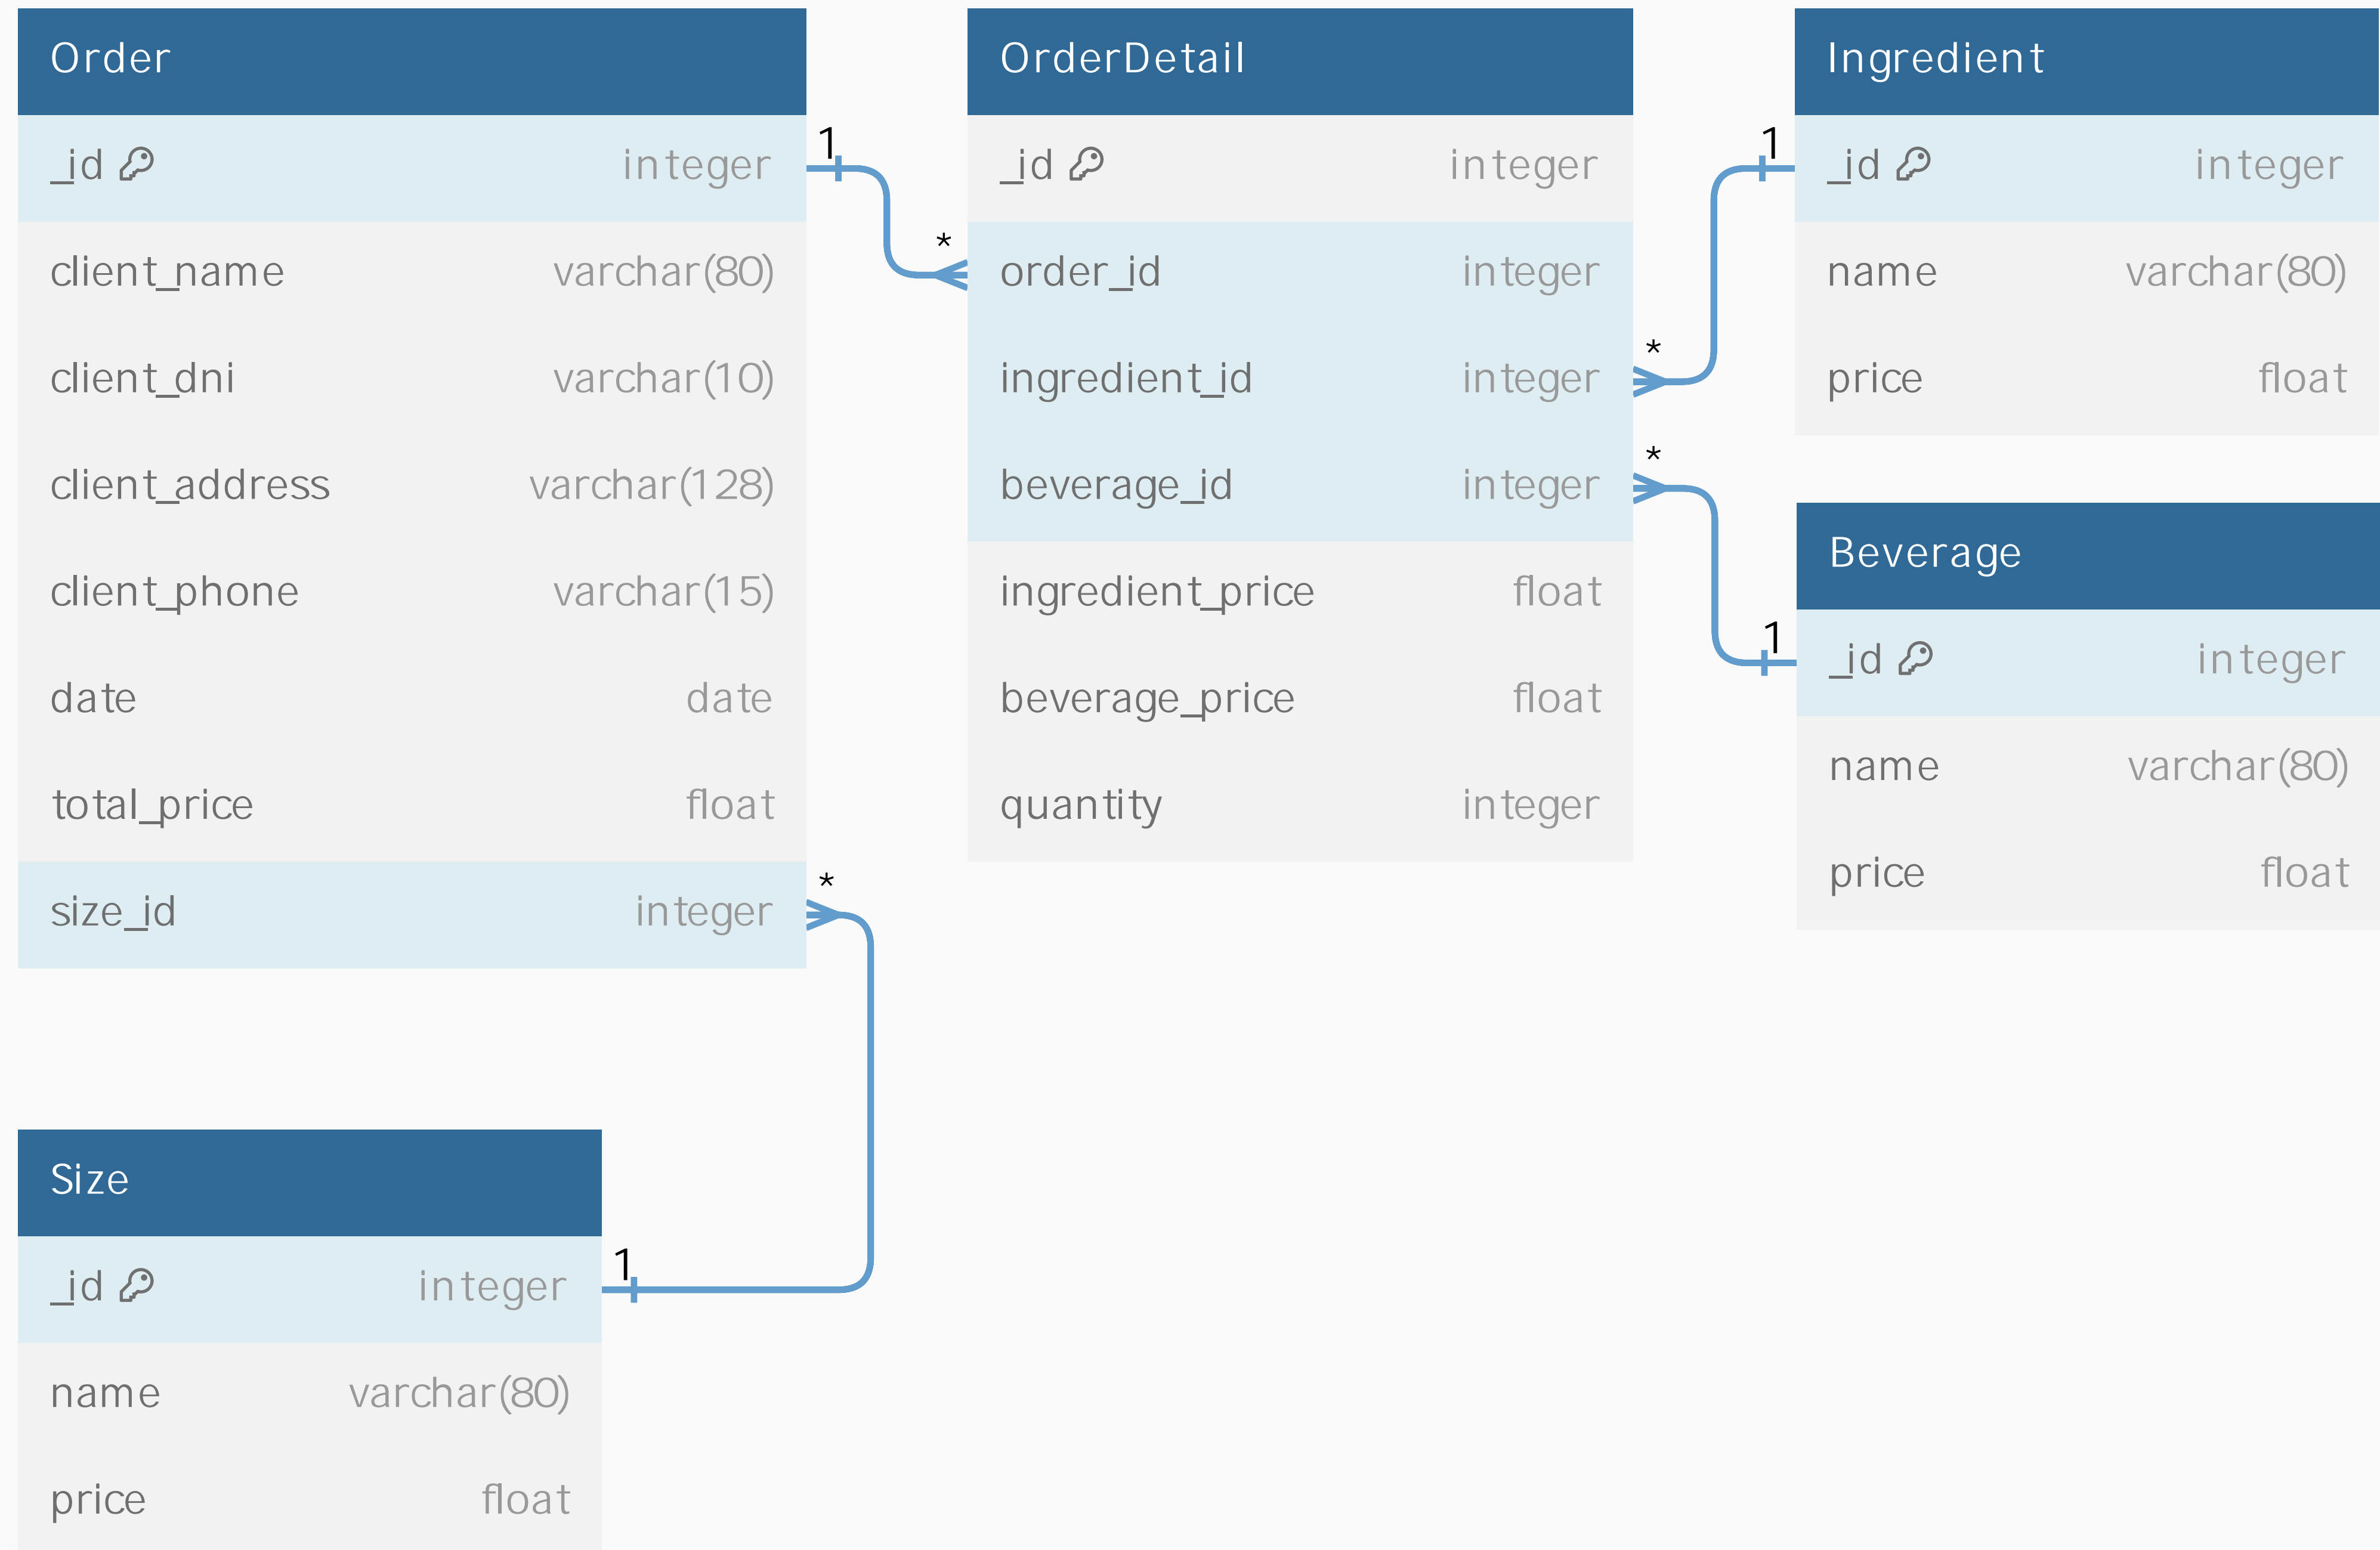 Order
_id integer
client_name varchar(80)
client_dni varchar(10)
client_address varchar(128)
client_phone varchar(15)
date date
total_price float
size_id integer
1
*
*
OrderDetail
_id integer
order_id integer
ingredient_id integer
beverage_id integer
ingredient_price float
beverage_price float
quantity integer
*
*
1
1
Ingredient
_id integer
name varchar(80)
price float
Beverage
_id integer
name varchar(80)
price float
Size
_id integer
name varchar(80)
price float
1